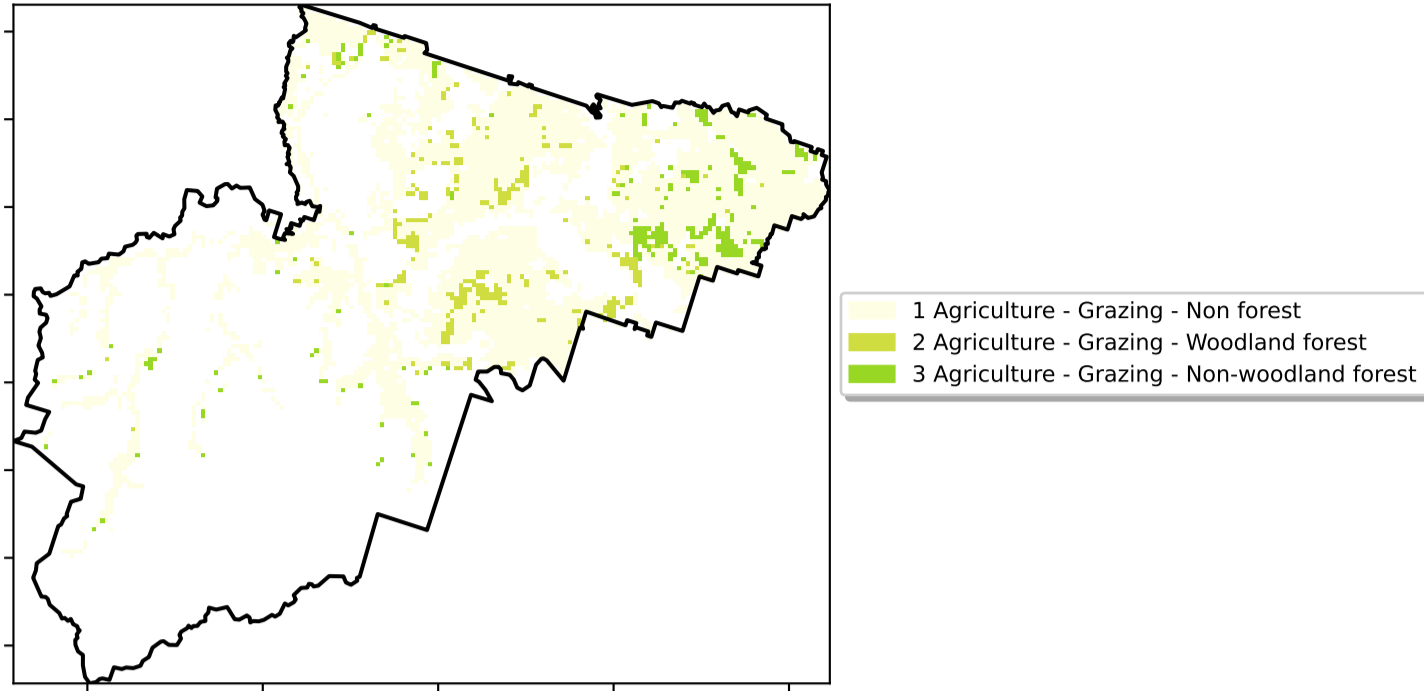 1 Agriculture - Grazing - Non forest
2 Agriculture - Grazing - Woodland forest
3 Agriculture - Grazing - Non-woodland forest